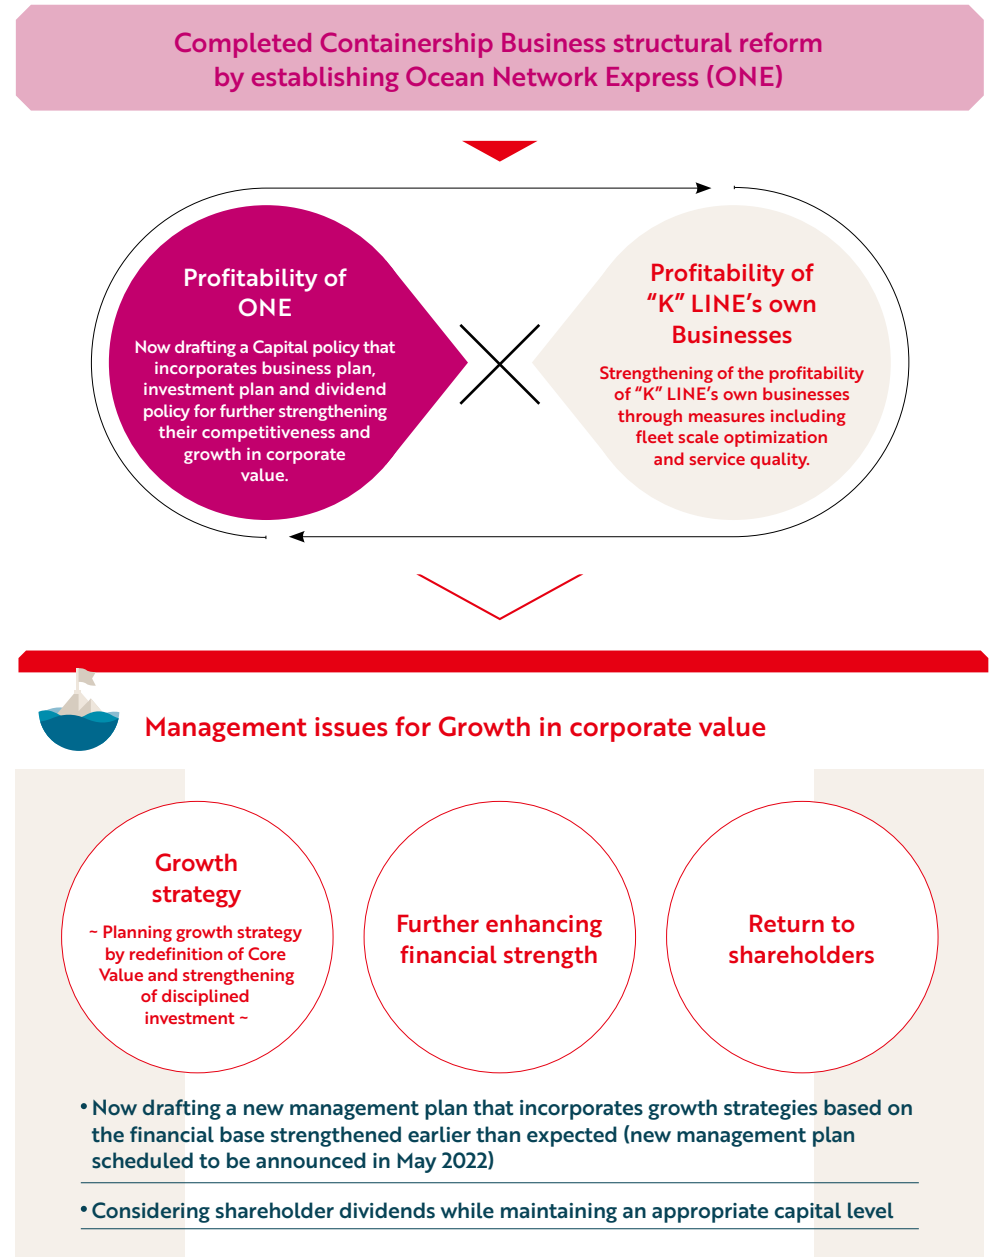 Completed Containership Business structural reform
by establishing Ocean Network Express (ONE)
Profitability of
ONE
Now drafting a Capital policy that
incorporates business plan,
investment plan and dividend
policy for further strengthening
their competitiveness and
growth in corporate
value.
Profitability of
“K” LINE’s own
Businesses
Strengthening of the profitability
of “K” LINE’s own businesses
through measures including
fleet scale optimization
and service quality.
Management issues for Growth in corporate value
Growth
strategy
~ Planning growth strategy
by redefinition of Core
Value and strengthening
of disciplined
investment ~
Further enhancing
financial strength
Return to
shareholders
• Now drafting a new management plan that incorporates growth strategies based on
the financial base strengthened earlier than expected (new management plan
scheduled to be announced in May 2022)
• Considering shareholder dividends while maintaining an appropriate capital level